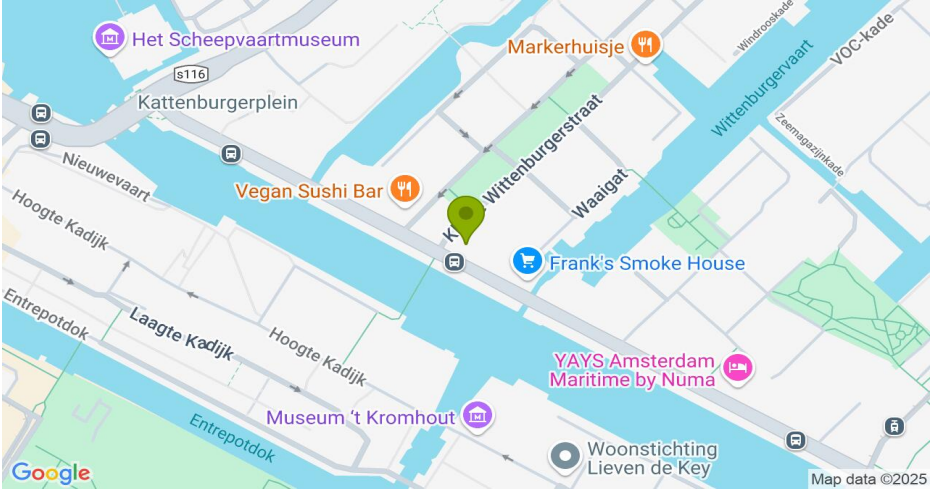 Het Scheepvaartmuseum
Markerhuisje
Windrooskade
VOC-kade
s116
Kattenburgerplein
Wittenburgervaart
Zeemagazijnkade
Nieuwevaart
Wittenburgerstraat
Vegan Sushi Bar
Waaigat
Hoogte Kadijk
K
Frank's Smoke House
Entrepotdok
Laagte Kadijk
Hoogte Kadijk
YAYS Amsterdam
Maritime by Numa
Museum 't Kromhout
Entrepotdok
Woonstichting
Lieven de Key
Google
Map data ©2025